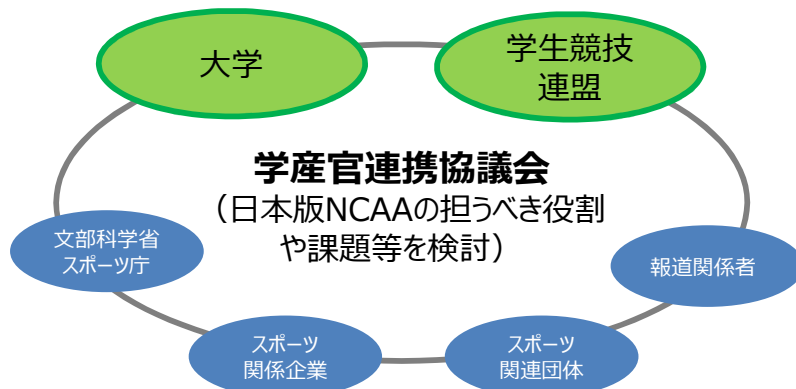 大学
学生競技
連盟
学産官連携協議会
（日本版NCAAの担うべき役割
や課題等を検討）
文部科学省
スポーツ庁
報道関係者
スポーツ
関係企業
スポーツ
関連団体